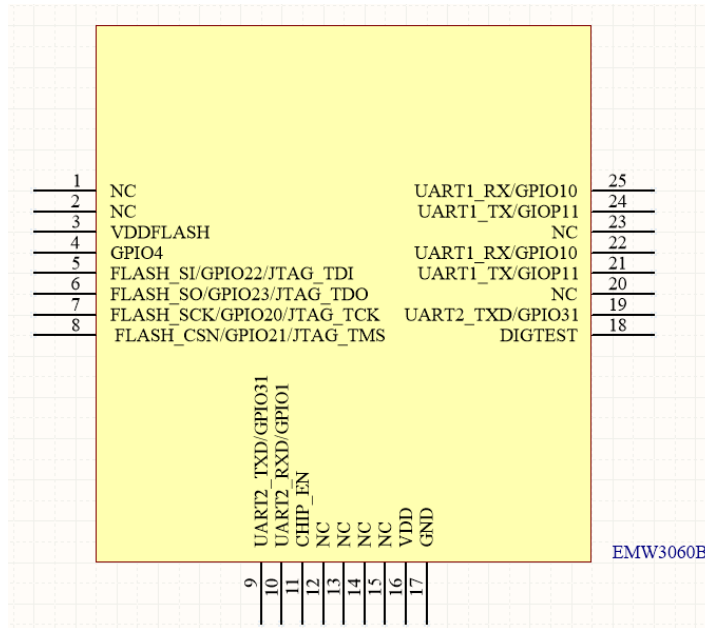 1 NC
2 NC
3 VDDFLASH
4 GPIO4
5 FLASH_SI/GPIO22/JTAG_TDI
6 FLASH_SO/GPIO23/JTAG_TDO
7 FLASH_SCK/GPIO20/JTAG_TCK
8 FLASH_CSN/GPIO21/JTAG_TMS
UART1_RX/GPIO10 25
UART1_TX/GIOP11 24
NC 23
UART1_RX/GPIO10 22
UART1_TX/GIOP11 21
NC 20
UART2_TXD/GPIO31 19
DIGTEST 18
9 UART2_TXD/GPIO31
10 UART2_RXD/GPIO1
11 CHIP_EN
12 NC
13 NC
14 NC
15 NC
16 VDD
17 GND
EMW3060B